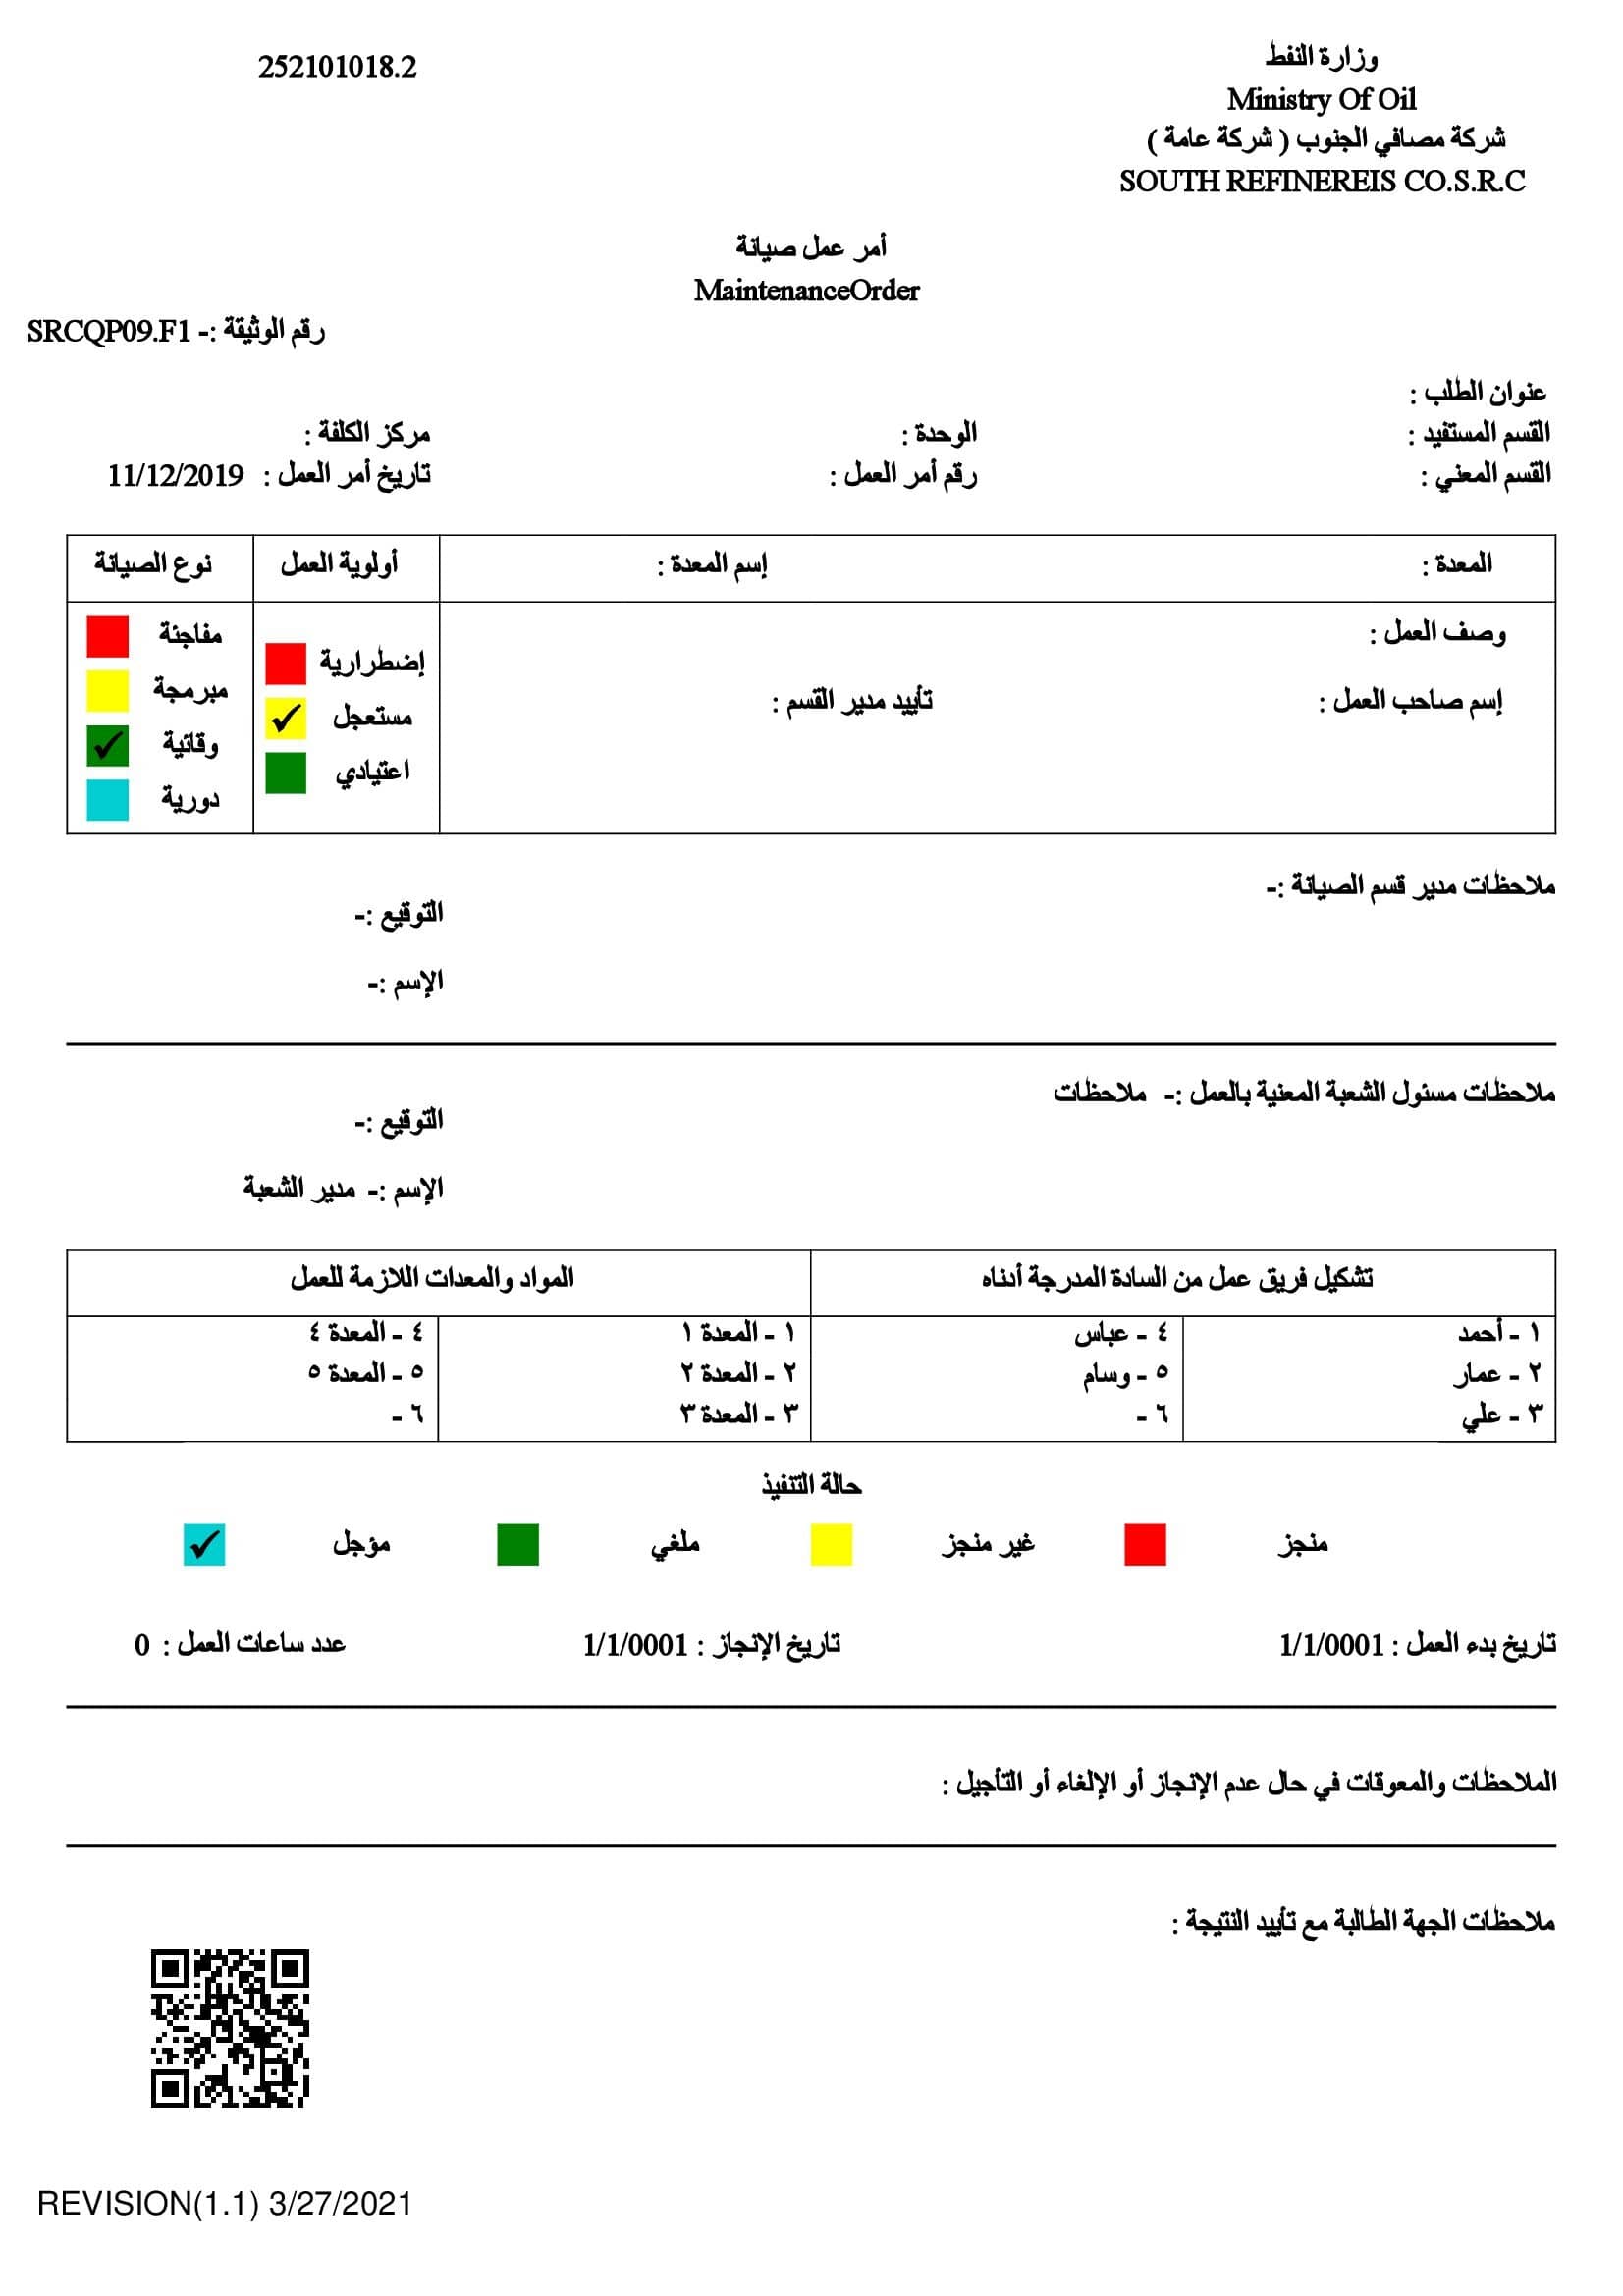 وزارة النفط
Ministry Of Oil
شركة مصافي الجنوب ( شركة عامة )
SOUTH REFINEREIS CO.S.R.C
252101018.2
أمر عمل صيانة
MaintenanceOrder
رقم الوثيقة :- SRCQP09.F1
عنوان الطلب :
القسم المستفيد : الوحدة : مركز الكلفة :
القسم المعني : رقم أمر العمل : تاريخ أمر العمل : 11/12/2019
المعدة : إسم المعدة : أولوية العمل نوع الصيانة
وصف العمل :
إسم صاحب العمل : تأييد مدير القسم :
إضطرارية
مستعجل ✓
اعتيادي
مفاجئة
مبرمجة
وقائية ✓
دورية
ملاحظات مدير قسم الصيانة :-
التوقيع :-
الإسم :-
ملاحظات مسئول الشعبة المعنية بالعمل :- ملاحظات
التوقيع :-
الإسم :- مدير الشعبة
تشكيل فريق عمل من السادة المدرجة أدناه المواد والمعدات اللازمة للعمل
١ - أحمد ٤ - عباس ١ - المعدة ١ ٤ - المعدة ٤
٢ - عمار ٥ - وسام ٢ - المعدة ٢ ٥ - المعدة ٥
٣ - علي ٦ - ٣ - المعدة ٣ ٦ -
حالة التنفيذ
منجز غير منجز ملغي مؤجل ✓
تاريخ بدء العمل : 1/1/0001 تاريخ الإنجاز : 1/1/0001 عدد ساعات العمل : 0
الملاحظات والمعوقات في حال عدم الإنجاز أو الإلغاء أو التأجيل :
ملاحظات الجهة الطالبة مع تأييد النتيجة :
REVISION(1.1) 3/27/2021